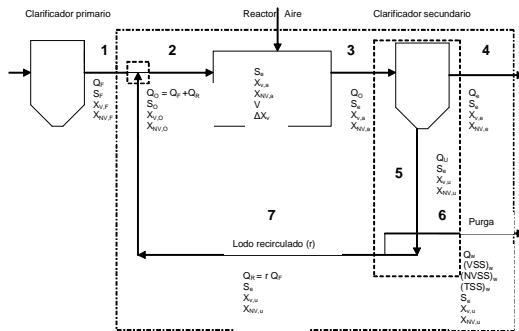 Clarificador primario
Reactor
Aire
Clarificador secundario
1
2
3
4
Q_F
S_F
X_V,F
X_NV,F
Q_O = Q_F + Q_R
S_O
X_V,O
X_NV,O
S_e
X_v,a
X_NV,a
V
ΔX_v
Q_O
S_e
X_v,a
X_NV,a
Q_e
S_e
X_v,e
X_NV,e
5
Q_U
S_e
X_v,u
X_NV,u
6
Purga
7
Lodo recirculado (r)
Q_R = r Q_F
S_e
X_v,u
X_NV,u
Q_w
(VSS)_w
(NVSS)_w
(TSS)_w
S_e
X_v,u
X_NV,u